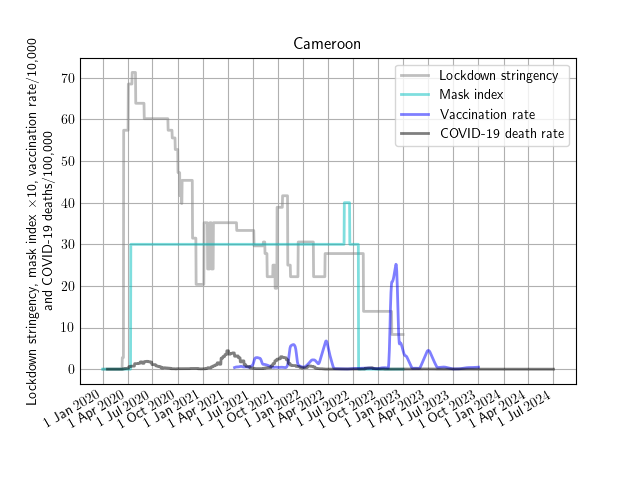 Cameroon
Lockdown stringency, mask index ×10, vaccination rate/10,000
and COVID-19 deaths/100,000
70
60
50
40
30
20
10
0
Lockdown stringency
Mask index
Vaccination rate
COVID-19 death rate
1 Jan 2020
1 Apr 2020
1 Jul 2020
1 Oct 2020
1 Jan 2021
1 Apr 2021
1 Jul 2021
1 Oct 2021
1 Jan 2022
1 Apr 2022
1 Jul 2022
1 Oct 2022
1 Jan 2023
1 Apr 2023
1 Jul 2023
1 Oct 2023
1 Jan 2024
1 Apr 2024
1 Jul 2024